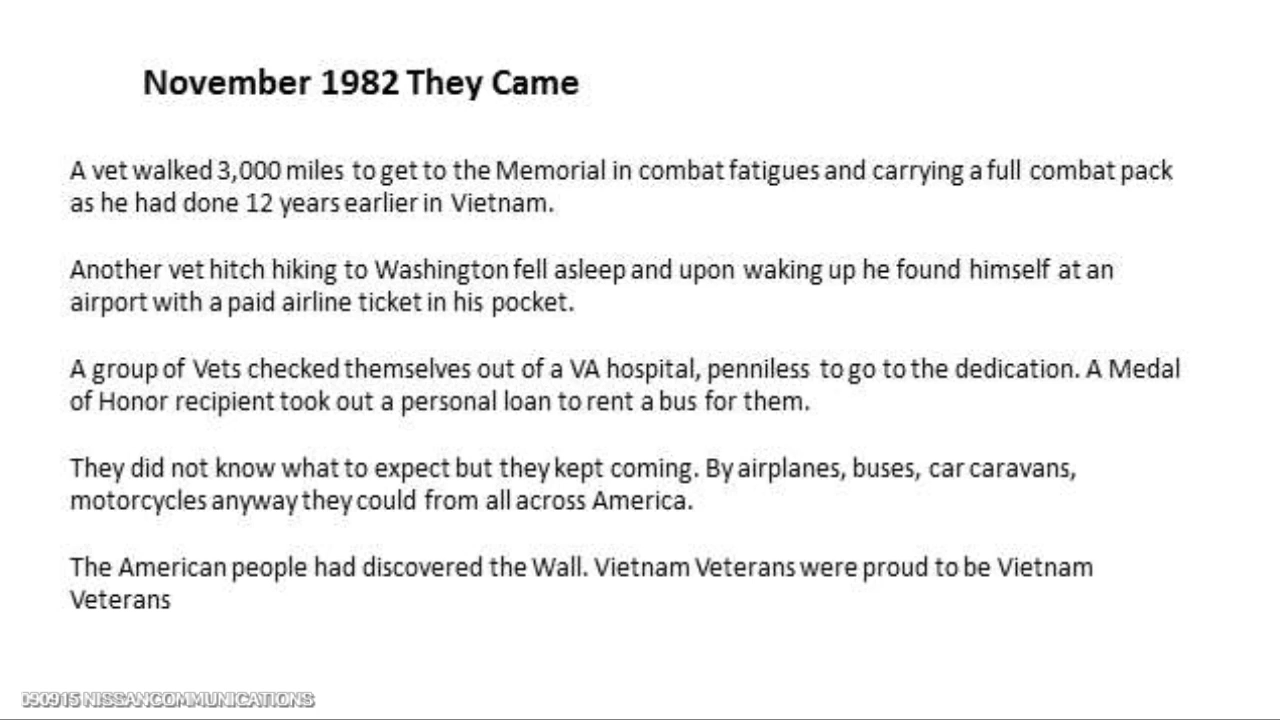 November 1982 They Came
A vet walked 3,000 miles to get to the Memorial in combat fatigues and carrying a full combat pack
as he had done 12 years earlier in Vietnam.
Another vet hitch hiking to Washington fell asleep and upon waking up he found himself at an
airport with a paid airline ticket in his pocket.
A group of Vets checked themselves out of a VA hospital, penniless to go to the dedication. A Medal
of Honor recipient took out a personal loan to rent a bus for them.
They did not know what to expect but they kept coming. By airplanes, buses, car caravans,
motorcycles anyway they could from all across America.
The American people had discovered the Wall. Vietnam Veterans were proud to be Vietnam
Veterans
090915 NISSANCOMMUNICATIONS